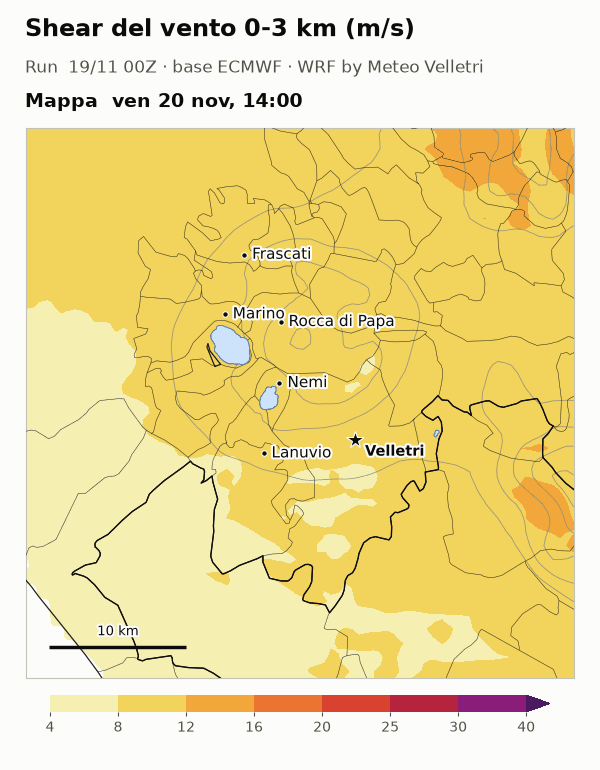 Shear del vento 0-3 km (m/s)
Run  19/11 00Z · base ECMWF · WRF by Meteo Velletri
Mappa  ven 20 nov, 14:00
Frascati
Marino
Rocca di Papa
Nemi
Velletri
Lanuvio
10 km
4 8 12 16 20 25 30 40